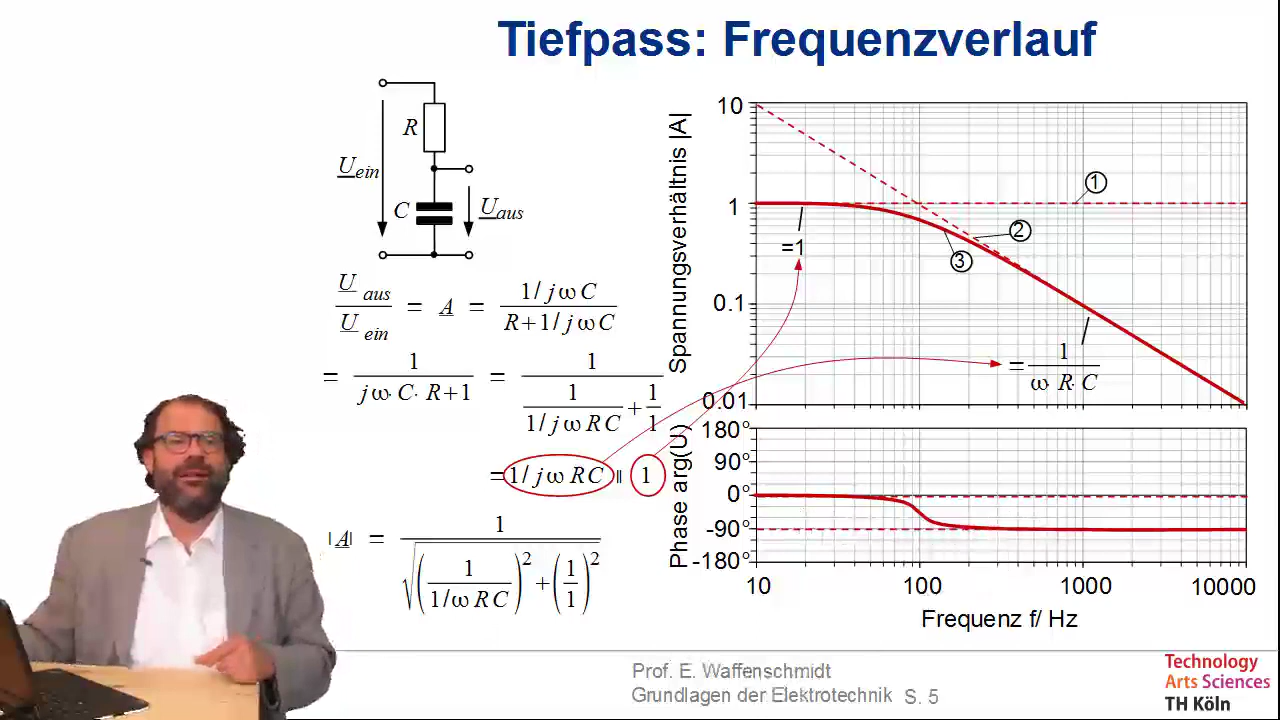 Tiefpass: Frequenzverlauf
R
U_ein
C
U_aus
U_aus / U_ein = A = (1/jωC) / (R+1/jωC)
= 1 / (jω·C·R+1) = 1 / (1/(1/jωRC) + 1/1)
=1/jωRC ∥ 1
|A| = 1 / √((1/(1/ωRC))² + (1/1)²)
Spannungsverhältnis |A|
10
1
0.1
0.01
1
2
3
=1
= 1 / (ω·R·C)
Phase arg(U)
180°
90°
0°
-90°
-180°
10 100 1000 10000
Frequenz f/ Hz
Prof. E. Waffenschmidt
Grundlagen der Elektrotechnik S. 5
Technology
Arts Sciences
TH Köln